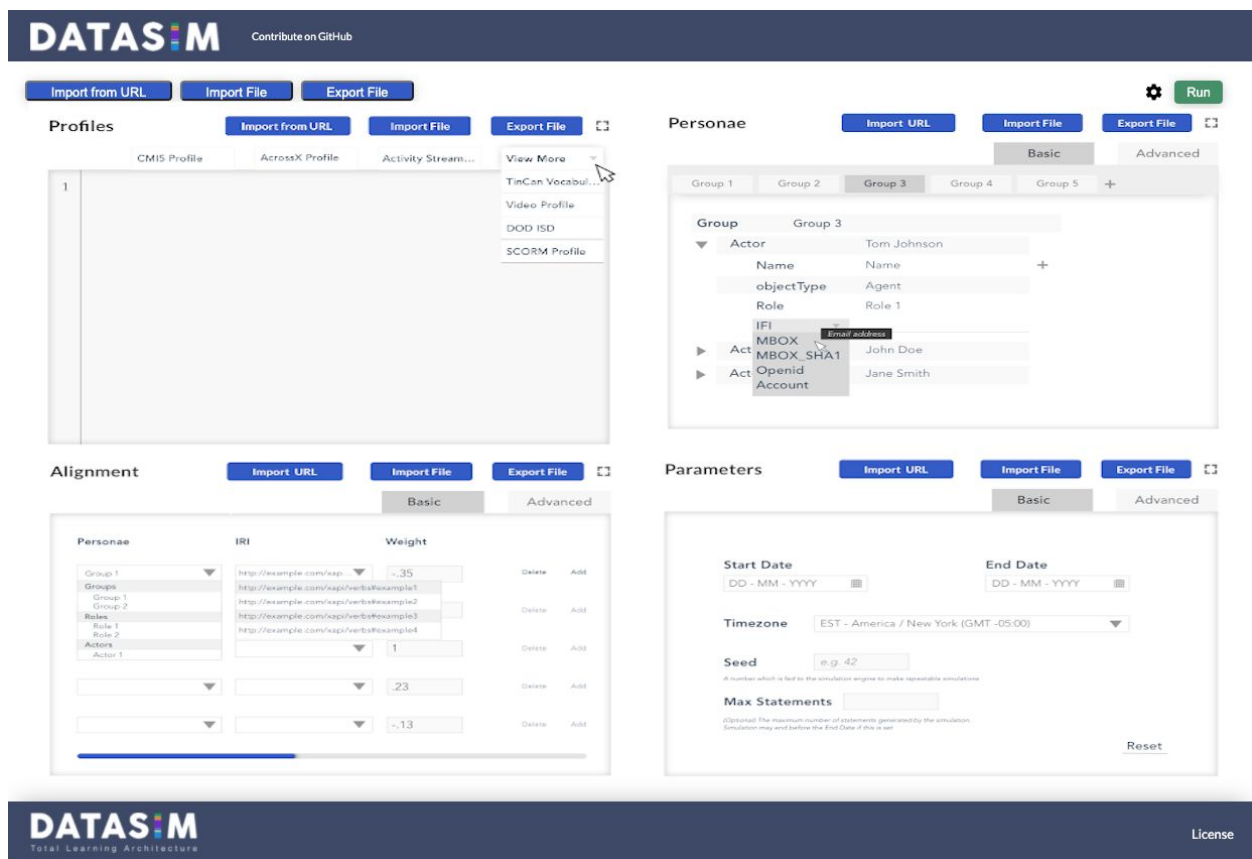 DATASIM Contribute on GitHub
Import from URL Import File Export File Run
Profiles Import from URL Import File Export File
CMI5 Profile AcrossX Profile Activity Stream... View More
TinCan Vocabul...
Video Profile
DOD ISD
SCORM Profile
1
Personae Import URL Import File Export File
Basic Advanced
Group 1 Group 2 Group 3 Group 4 Group 5 +
Group Group 3
Actor Tom Johnson
Name Name +
objectType Agent
Role Role 1
IFI
Email address
MBOX
Act John Doe
MBOX_SHA1
Openid
Act Jane Smith
Account
Alignment Import URL Import File Export File
Basic Advanced
Personae IRI Weight
Group 1 http://example.com/xap... -.35 Delete Add
Groups http://example.com/xapi/verbs#example1
Group 1
http://example.com/xapi/verbs#example2
Group 2 Delete Add
Roles http://example.com/xapi/verbs#example3
Role 1
http://example.com/xapi/verbs#example4
Role 2
Actors 1 Delete Add
Actor 1
.23 Delete Add
-.13 Delete Add
Parameters Import URL Import File Export File
Basic Advanced
Start Date End Date
DD - MM - YYYY DD - MM - YYYY
Timezone EST - America / New York (GMT -05:00)
Seed e.g. 42
A number which is fed to the simulation engine to make repeatable simulations
Max Statements
(Optional) The maximum number of statements generated by the simulation.
Simulation may end before the End Date if this is set
Reset
DATASIM
Total Learning Architecture
License